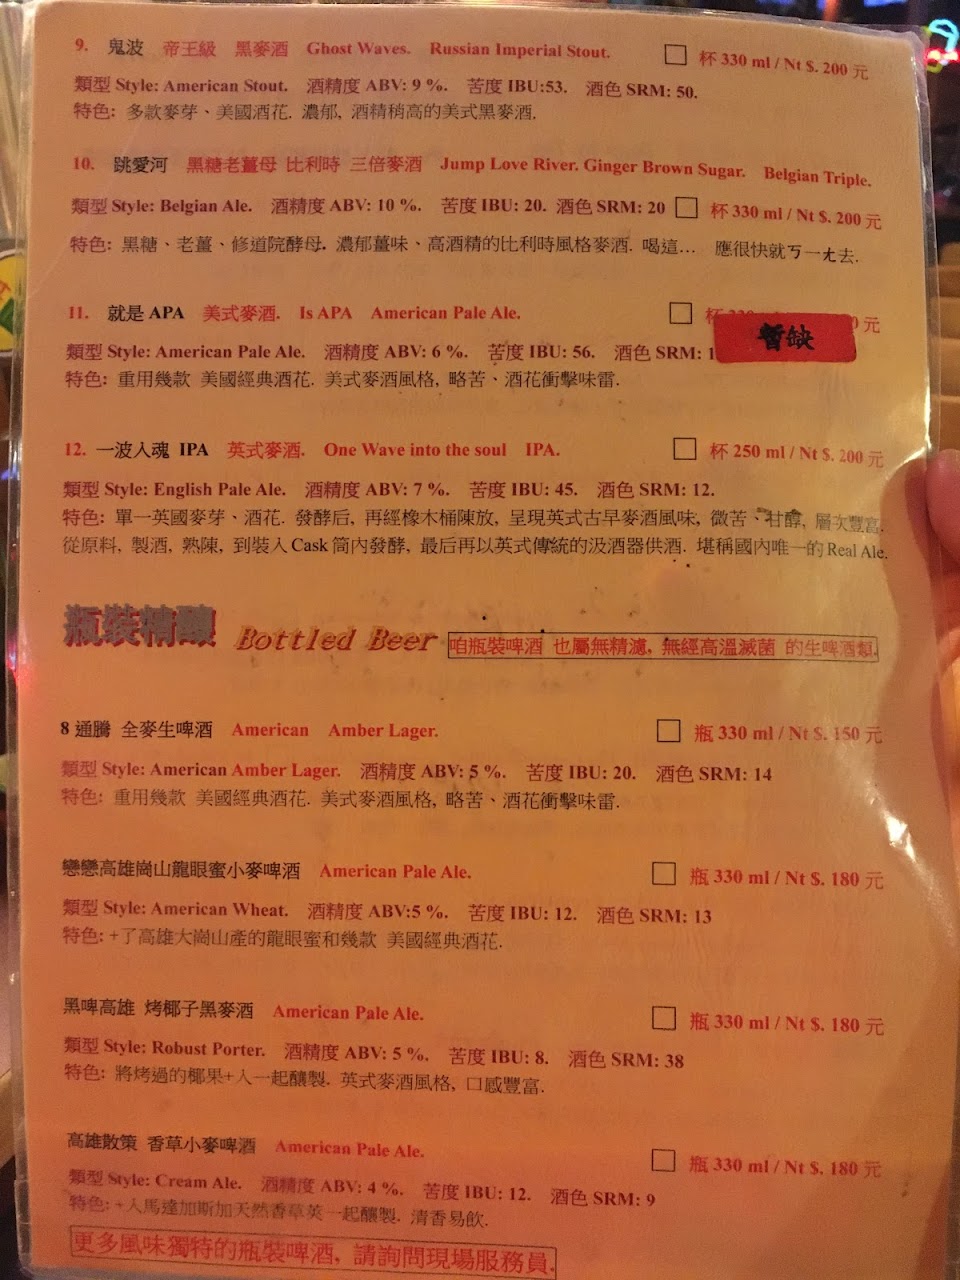 9. 鬼波 帝王級 黑麥酒 Ghost Waves. Russian Imperial Stout. 杯 330 ml / Nt $. 200 元
類型 Style: American Stout. 酒精度 ABV: 9 %. 苦度 IBU:53. 酒色 SRM: 50.
特色: 多款麥芽、美國酒花. 濃郁, 酒精稍高的美式黑麥酒.
10. 跳愛河 黑糖老薑母 比利時 三倍麥酒 Jump Love River. Ginger Brown Sugar. Belgian Triple.
類型 Style: Belgian Ale. 酒精度 ABV: 10 %. 苦度 IBU: 20. 酒色 SRM: 20 杯 330 ml / Nt $. 200 元
特色: 黑糖、老薑、修道院酵母. 濃郁薑味、高酒精的比利時風格麥酒. 喝這... 應很快就ㄎㄧㄤ去.
11. 就是 APA 美式麥酒. Is APA American Pale Ale. 杯 元
暫缺
類型 Style: American Pale Ale. 酒精度 ABV: 6 %. 苦度 IBU: 56. 酒色 SRM: 1
特色: 重用幾款 美國經典酒花. 美式麥酒風格, 略苦、酒花衝擊味蕾.
12. 一波入魂 IPA 英式麥酒. One Wave into the soul IPA. 杯 250 ml / Nt $. 200 元
類型 Style: English Pale Ale. 酒精度 ABV: 7 %. 苦度 IBU: 45. 酒色 SRM: 12.
特色: 單一英國麥芽、酒花. 發酵后, 再經橡木桶陳放, 呈現英式古早麥酒風味, 微苦、甘醇, 層次豐富.
從原料, 製酒, 熟陳, 到裝入 Cask 筒內發酵, 最后再以英式傳統的汲酒器供酒. 堪稱國內唯一的 Real Ale.
瓶裝精釀 Bottled Beer 咱瓶裝啤酒 也屬無精濾, 無經高溫滅菌 的生啤酒類.
8 通騰 全麥生啤酒 American Amber Lager. 瓶 330 ml / Nt $. 150 元
類型 Style: American Amber Lager. 酒精度 ABV: 5 %. 苦度 IBU: 20. 酒色 SRM: 14
特色: 重用幾款 美國經典酒花. 美式麥酒風格, 略苦、酒花衝擊味蕾.
戀戀高雄崗山龍眼蜜小麥啤酒 American Pale Ale. 瓶 330 ml / Nt $. 180 元
類型 Style: American Wheat. 酒精度 ABV:5 %. 苦度 IBU: 12. 酒色 SRM: 13
特色: +了高雄大崗山產的龍眼蜜和幾款 美國經典酒花.
黑啤高雄 烤椰子黑麥酒 American Pale Ale. 瓶 330 ml / Nt $. 180 元
類型 Style: Robust Porter. 酒精度 ABV: 5 %. 苦度 IBU: 8. 酒色 SRM: 38
特色: 將烤過的椰果+入一起釀製. 英式麥酒風格, 口感豐富.
高雄散策 香草小麥啤酒 American Pale Ale. 瓶 330 ml / Nt $. 180 元
類型 Style: Cream Ale. 酒精度 ABV: 4 %. 苦度 IBU: 12. 酒色 SRM: 9
特色: +入馬達加斯加天然香草莢一起釀製. 清香易飲.
更多風味獨特的瓶裝啤酒, 請詢問現場服務員.